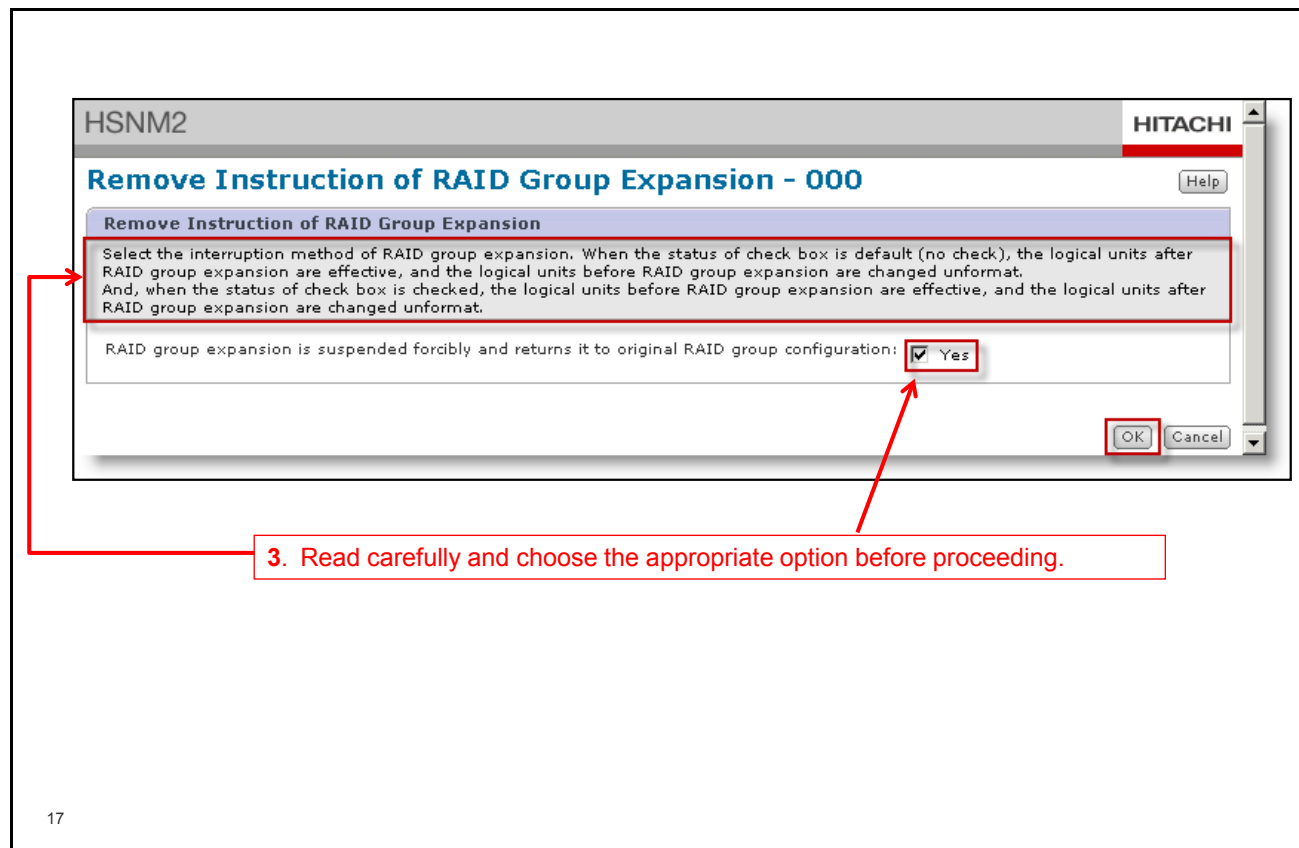 HSNM2
HITACHI
Remove Instruction of RAID Group Expansion - 000
Help
Remove Instruction of RAID Group Expansion
Select the interruption method of RAID group expansion. When the status of check box is default (no check), the logical units after
RAID group expansion are effective, and the logical units before RAID group expansion are changed unformat.
And, when the status of check box is checked, the logical units before RAID group expansion are effective, and the logical units after
RAID group expansion are changed unformat.
RAID group expansion is suspended forcibly and returns it to original RAID group configuration: Yes
OK Cancel
3. Read carefully and choose the appropriate option before proceeding.
17